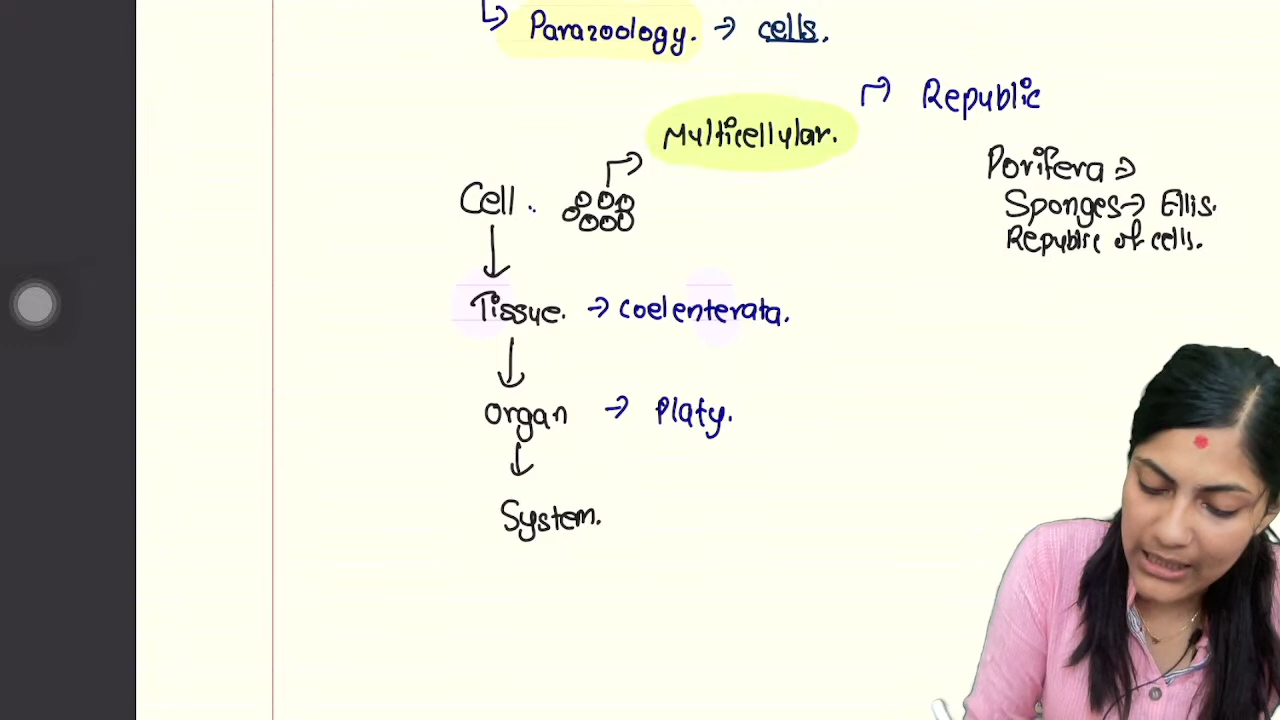 Parazoology. → cells.
Republic
Multicellular.
Porifera ⇒
Cell .
Sponges → Ellis.
Republic of cells.
Tissue. → Coelenterata.
Organ → Platy.
System.